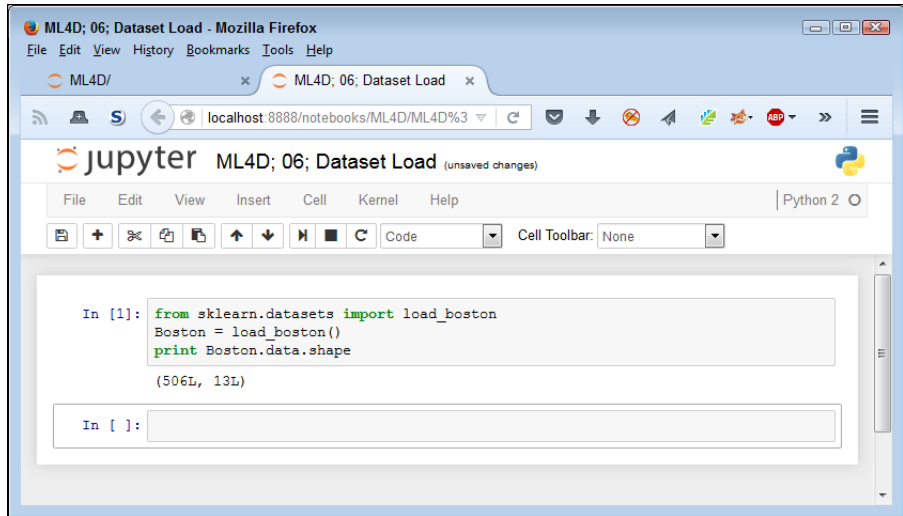 ML4D; 06; Dataset Load - Mozilla Firefox
File Edit View History Bookmarks Tools Help
ML4D/ × ML4D; 06; Dataset Load ×
S) localhost:8888/notebooks/ML4D/ML4D%3 ABP »
jupyter ML4D; 06; Dataset Load (unsaved changes)
File Edit View Insert Cell Kernel Help Python 2
Code Cell Toolbar: None
In [1]: from sklearn.datasets import load_boston
Boston = load_boston()
print Boston.data.shape
(506L, 13L)
In [ ]: